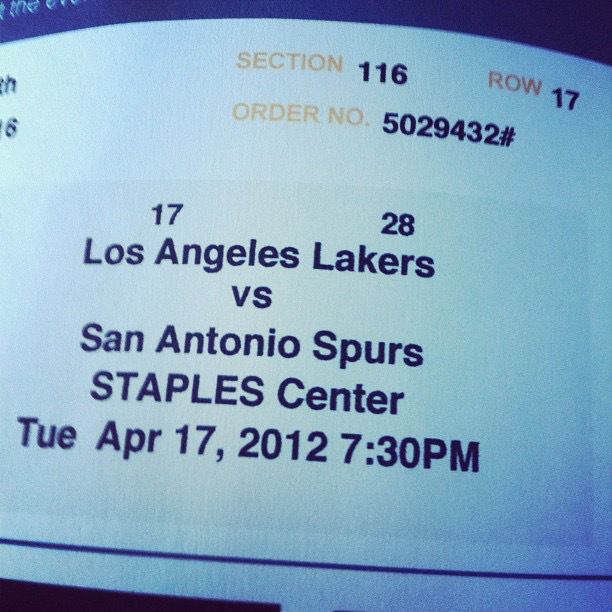 SECTION 116 ROW 17
ORDER NO. 5029432#
17 28
Los Angeles Lakers
vs
San Antonio Spurs
STAPLES Center
Tue Apr 17, 2012 7:30PM